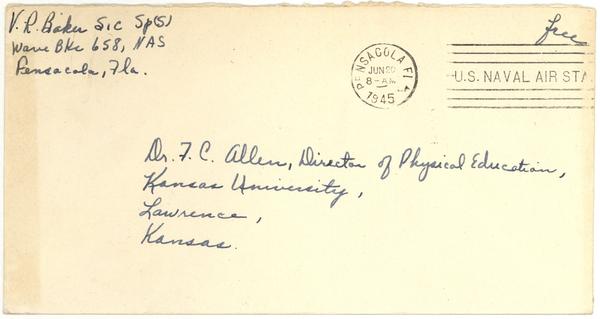 V. R. Baker S1c Sp(S)
Wave Bks 658, NAS
Pensacola, Fla.
free
PENSACOLA, FLA
JUN 29
8-AM
1945
U.S. NAVAL AIR STA.
Dr. F. C. Allen, Director of Physical Education,
Kansas University,
Lawrence,
Kansas.